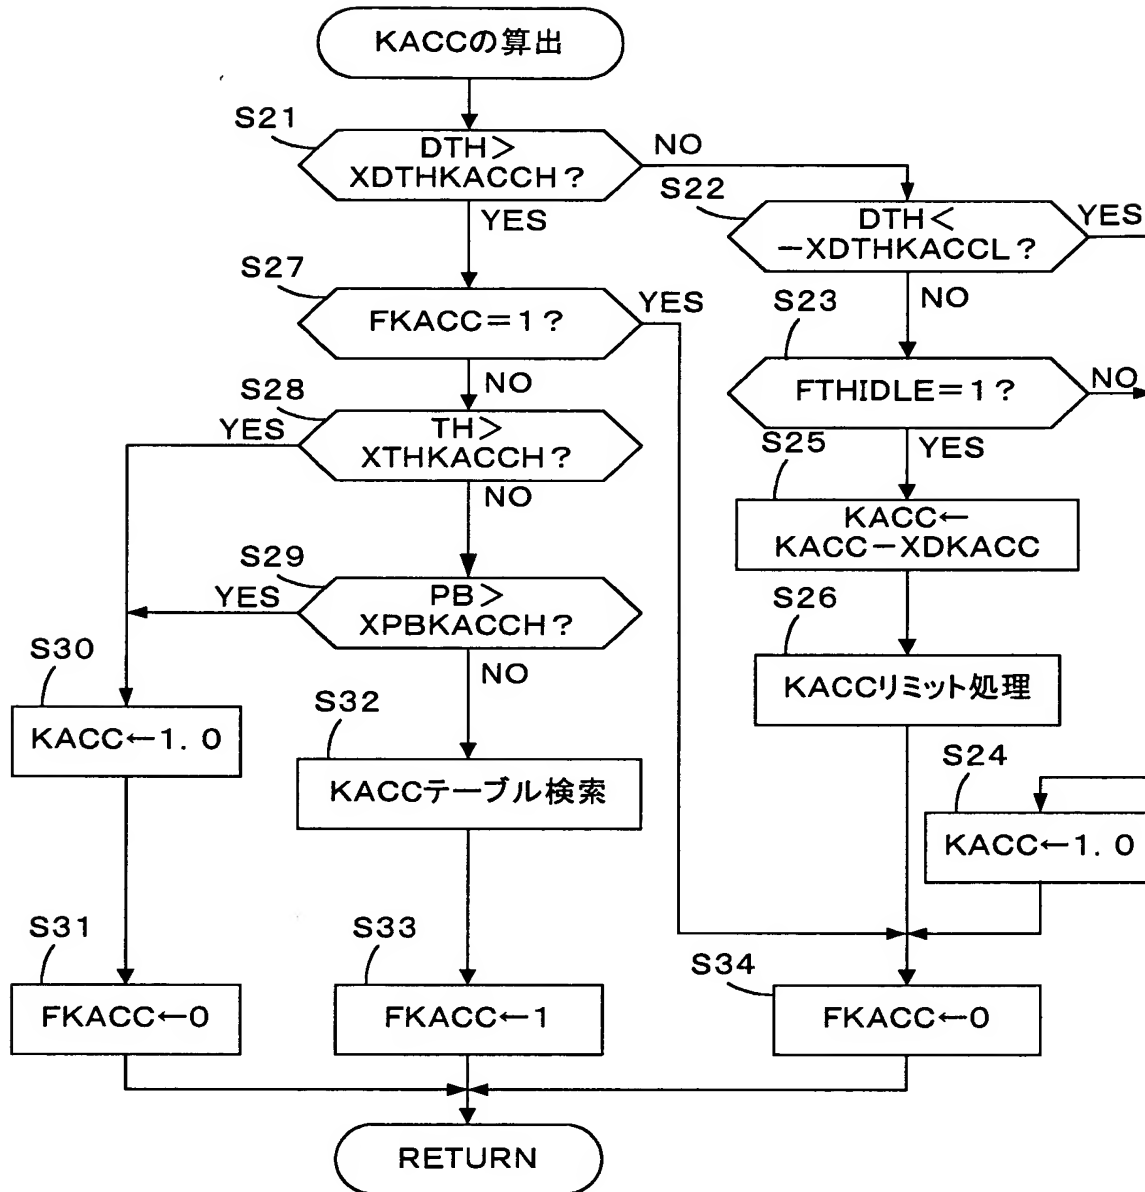 KACCの算出
S21
DTH>
XDTHKACCH?
NO
YES
S22
DTH<
-XDTHKACCL?
YES
NO
S27
FKACC=1?
YES
NO
S23
FTHIDLE=1?
NO
YES
S28
TH>
XTHKACCH?
YES
NO
S25
KACC←
KACC-XDKACC
S29
PB>
XPBKACCH?
YES
NO
S26
KACCリミット処理
S30
KACC←1.0
S32
KACCテーブル検索
S24
KACC←1.0
S31
FKACC←0
S33
FKACC←1
S34
FKACC←0
RETURN